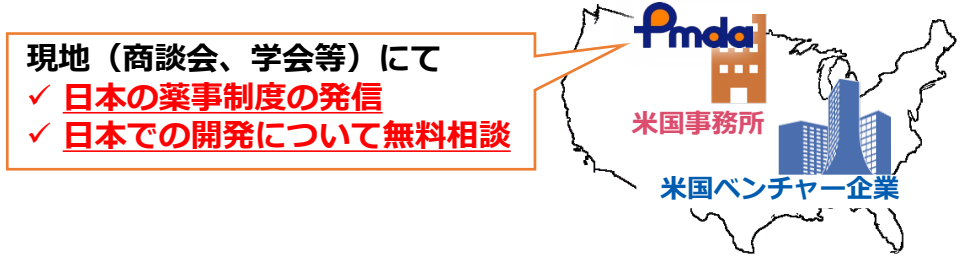 現地（商談会、学会等）にて
✓ 日本の薬事制度の発信
✓ 日本での開発について無料相談
Pmda
米国事務所
米国ベンチャー企業